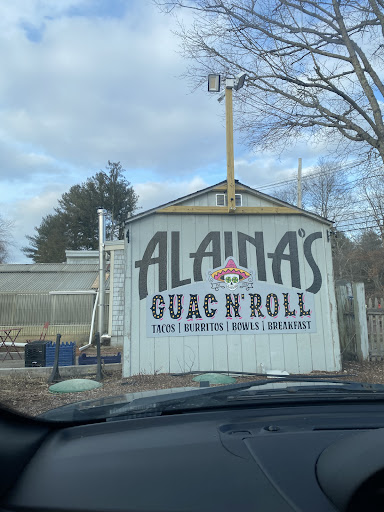 ALAINA'S
GUAC N' ROLL
TACOS | BURRITOS | BOWLS | BREAKFAST